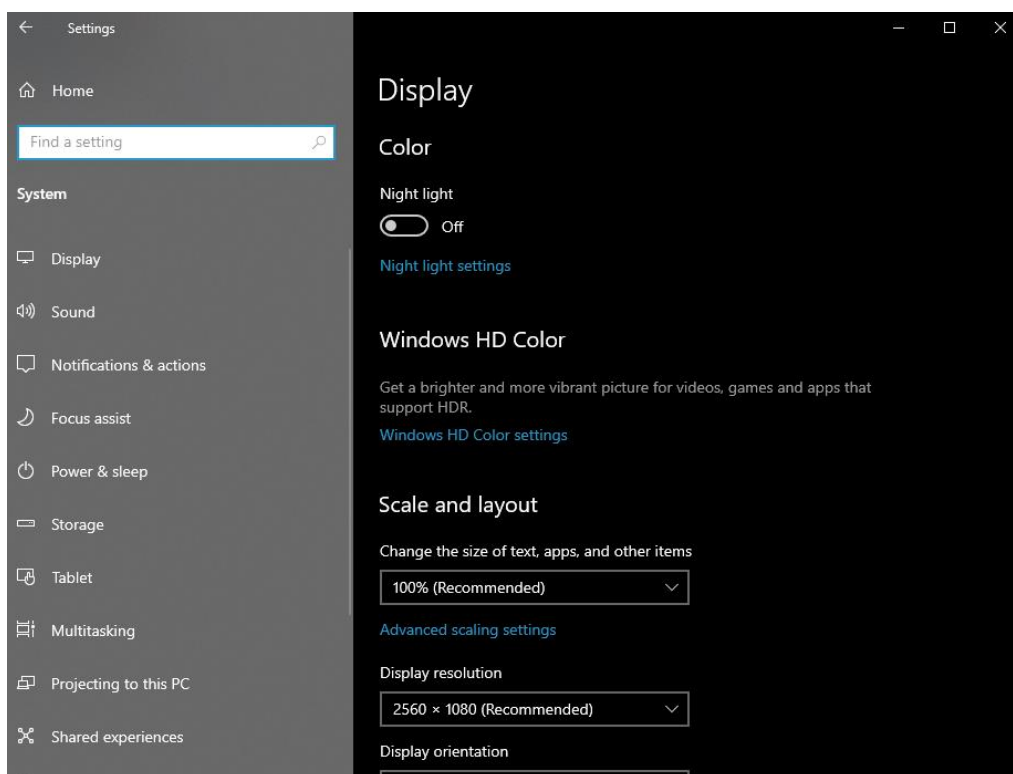 Settings
Home
Find a setting
System
Display
Sound
Notifications & actions
Focus assist
Power & sleep
Storage
Tablet
Multitasking
Projecting to this PC
Shared experiences
Display
Color
Night light
Off
Night light settings
Windows HD Color
Get a brighter and more vibrant picture for videos, games and apps that
support HDR.
Windows HD Color settings
Scale and layout
Change the size of text, apps, and other items
100% (Recommended)
Advanced scaling settings
Display resolution
2560 × 1080 (Recommended)
Display orientation